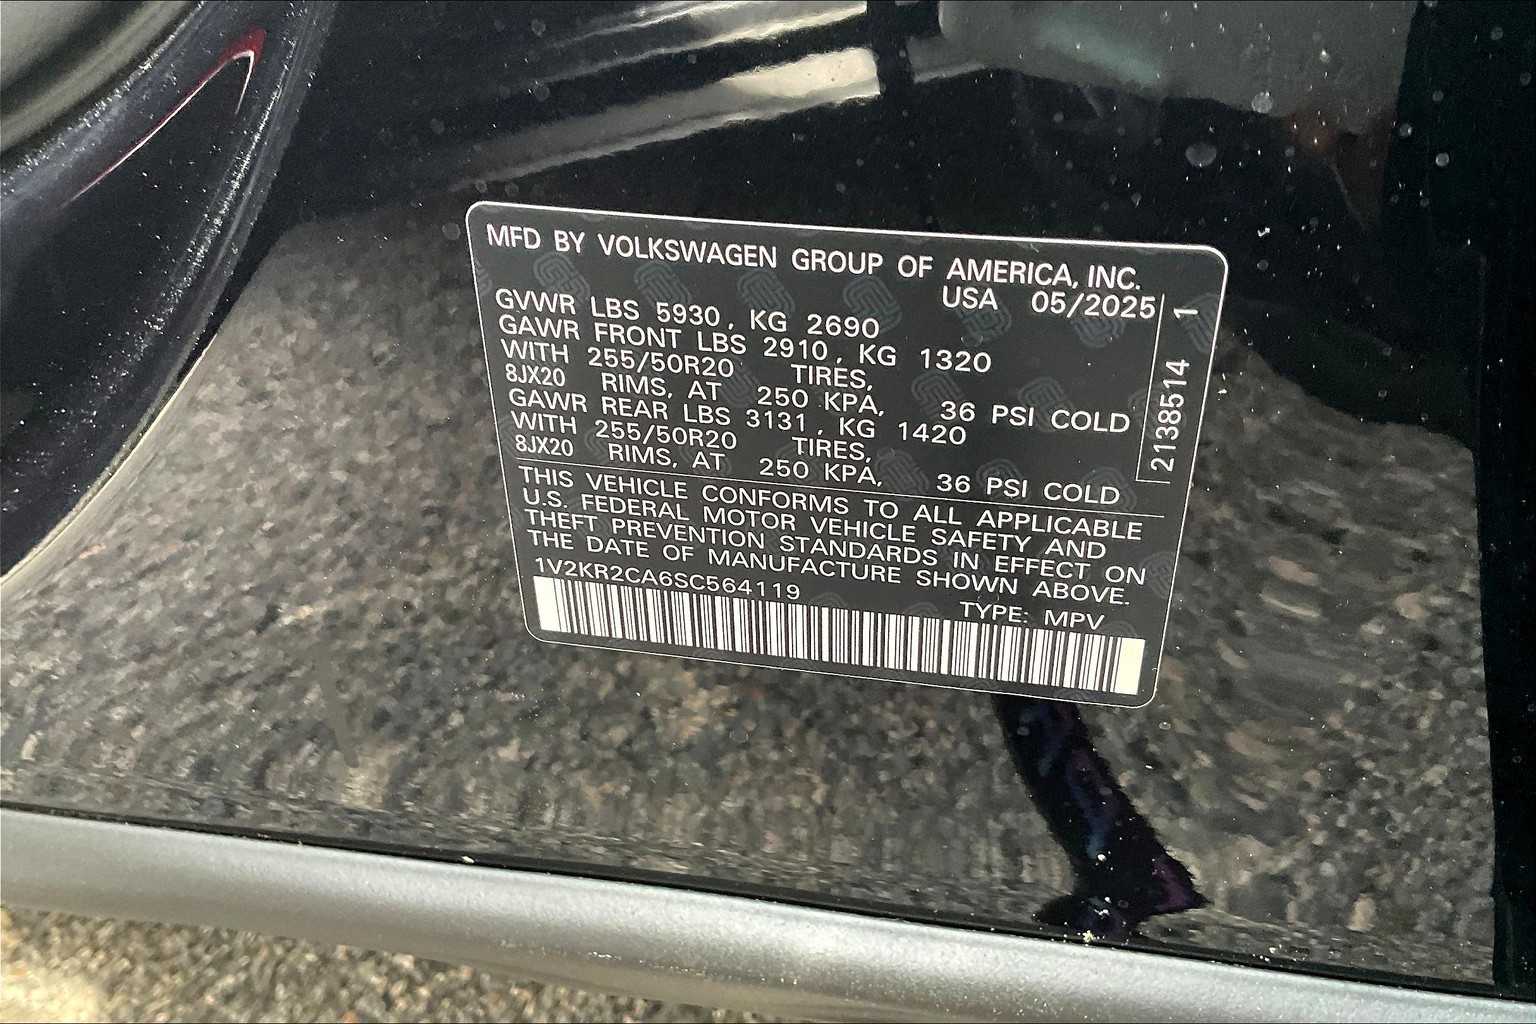 MFD BY VOLKSWAGEN GROUP OF AMERICA, INC.
USA 05/2025
GVWR LBS 5930, KG 2690
GAWR FRONT LBS 2910, KG 1320
WITH 255/50R20 TIRES,
8JX20 RIMS, AT 250 KPA, 36 PSI COLD
GAWR REAR LBS 3131, KG 1420
WITH 255/50R20 TIRES,
8JX20 RIMS, AT 250 KPA, 36 PSI COLD
2138514 1
THIS VEHICLE CONFORMS TO ALL APPLICABLE
U.S. FEDERAL MOTOR VEHICLE SAFETY AND
THEFT PREVENTION STANDARDS IN EFFECT ON
THE DATE OF MANUFACTURE SHOWN ABOVE.
1V2KR2CA6SC564119
TYPE: MPV